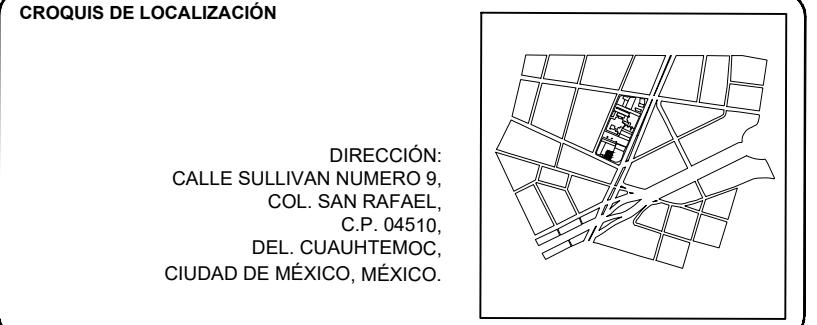 CROQUIS DE LOCALIZACIÓN
DIRECCIÓN:
CALLE SULLIVAN NUMERO 9,
COL. SAN RAFAEL,
C.P. 04510,
DEL. CUAUHTEMOC,
CIUDAD DE MÉXICO, MÉXICO.